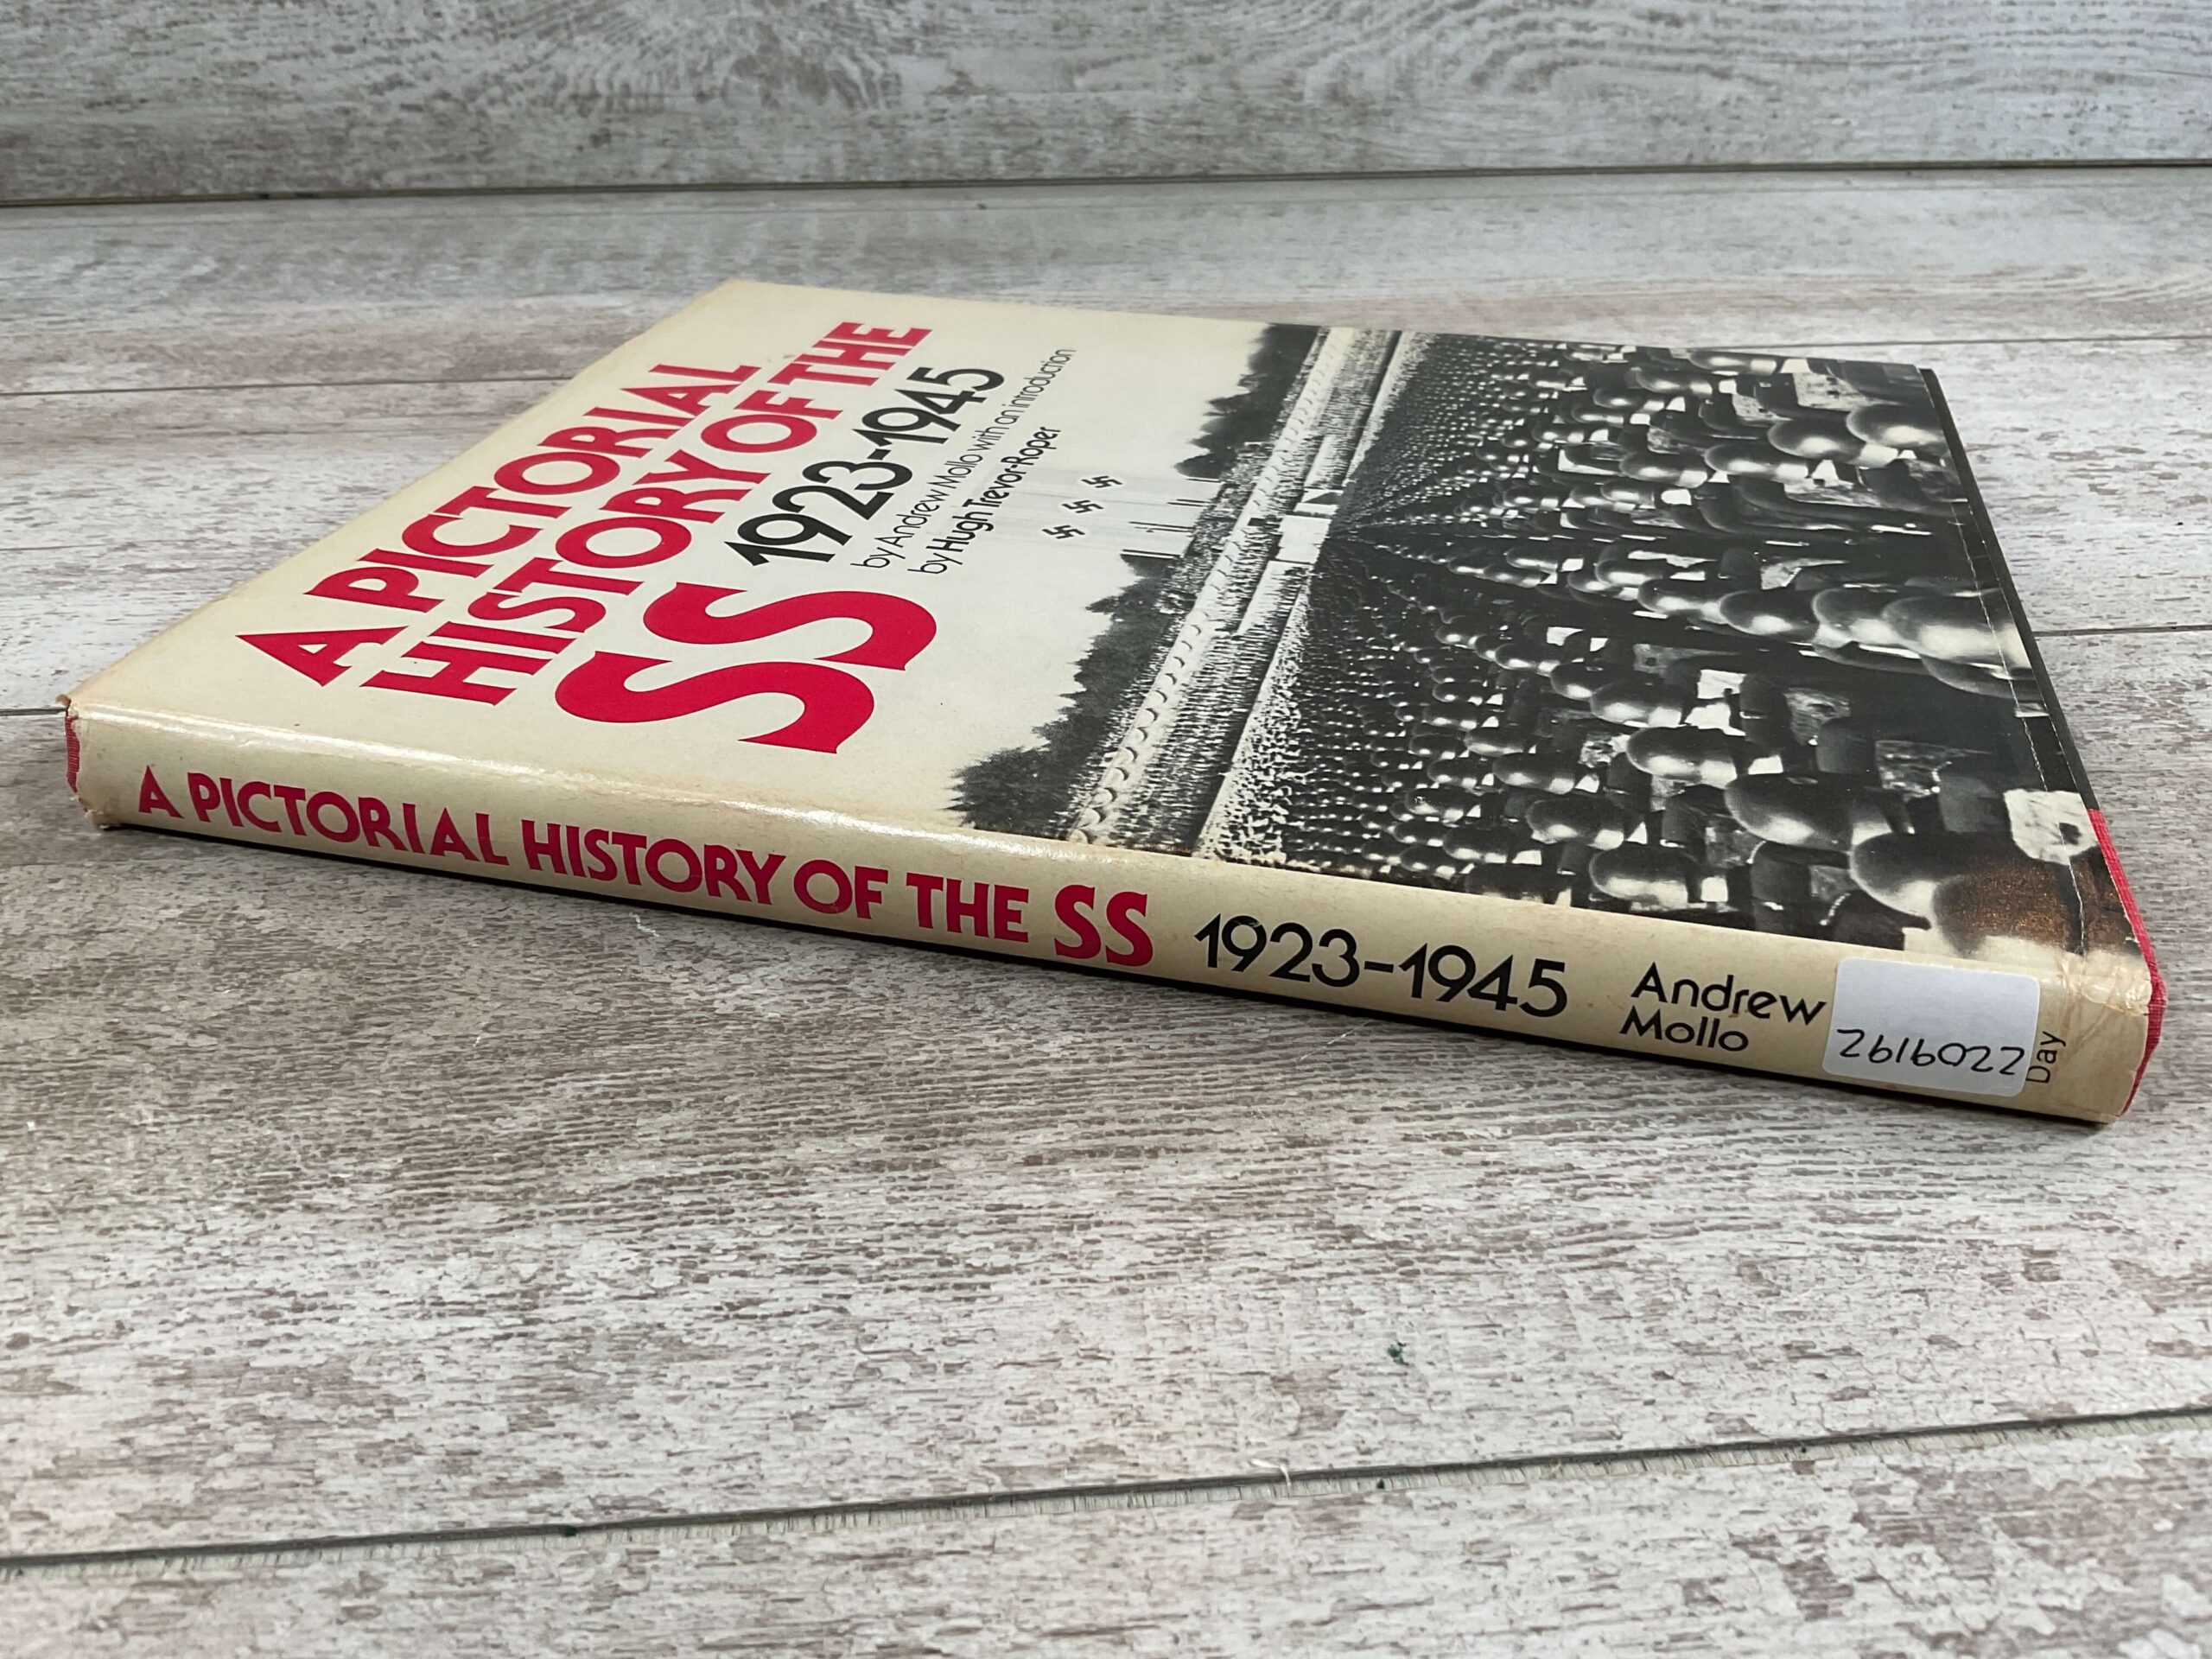 A PICTORIAL
HISTORY OF THE
SS 1923-1945
by Andrew Mollo with an introduction
by Hugh Trevor-Roper
A PICTORIAL HISTORY OF THE SS 1923-1945 Andrew
Mollo
2616022
Day